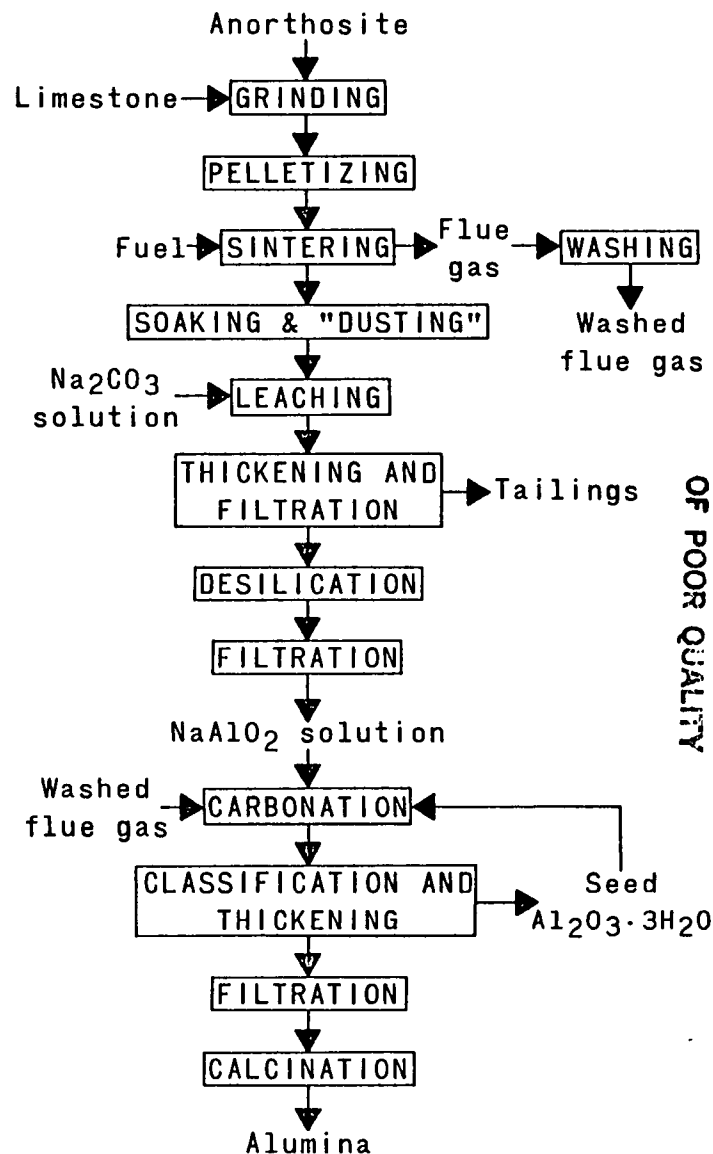 Anorthosite
Limestone
GRINDING
PELLETIZING
Fuel
SINTERING
Flue
gas
WASHING
Washed
flue gas
SOAKING & "DUSTING"
Na2CO3
solution
LEACHING
THICKENING AND
FILTRATION
Tailings
DESILICATION
FILTRATION
NaAlO2 solution
Washed
flue gas
CARBONATION
CLASSIFICATION AND
THICKENING
Seed
Al2O3·3H2O
FILTRATION
CALCINATION
Alumina
OF POOR QUALITY